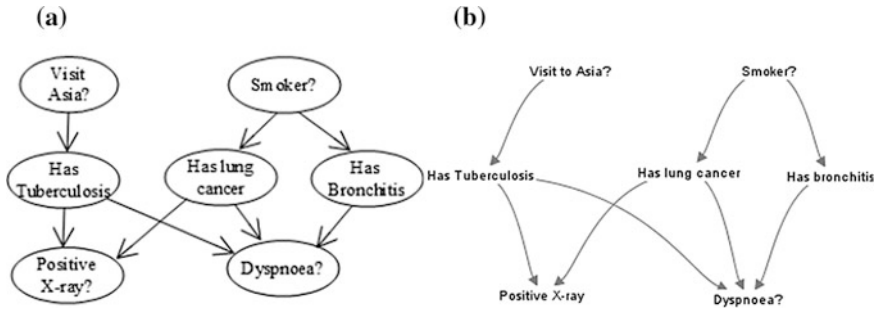 (a)
Visit
Asia?
Smoker?
Has
Tuberculosis
Has lung
cancer
Has
Bronchitis
Positive
X-ray?
Dyspnoea?
(b)
Visit to Asia?
Smoker?
Has Tuberculosis
Has lung cancer
Has bronchitis
Positive X-ray
Dyspnoea?